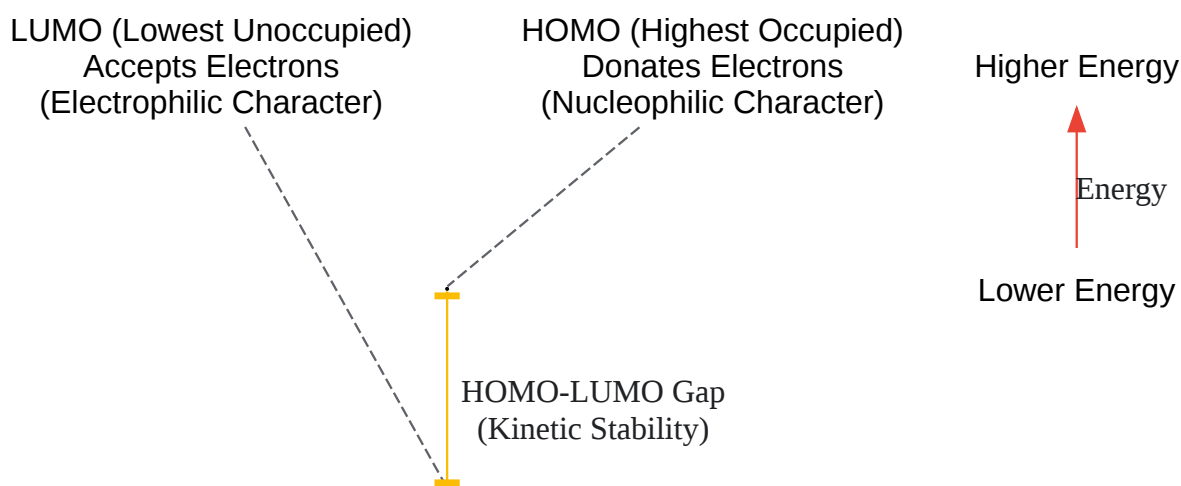 LUMO (Lowest Unoccupied)
Accepts Electrons
(Electrophilic Character)
HOMO (Highest Occupied)
Donates Electrons
(Nucleophilic Character)
Higher Energy
Energy
Lower Energy
HOMO-LUMO Gap
(Kinetic Stability)